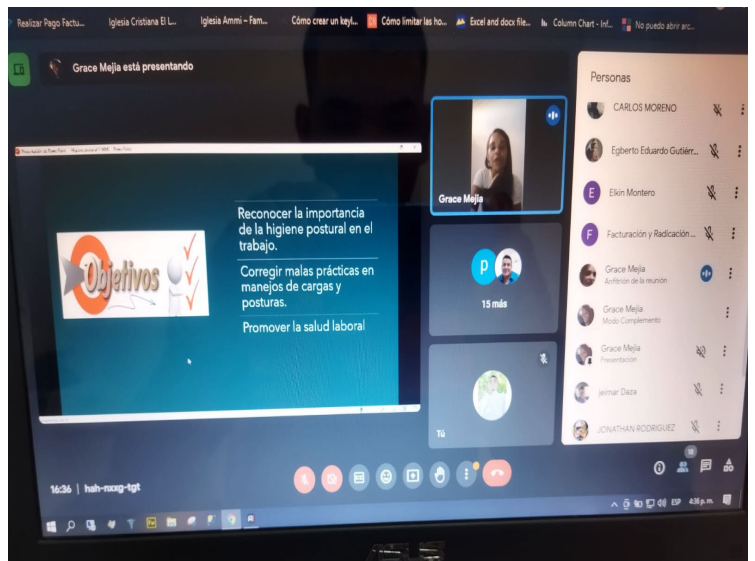 Realizar Pago Factu...
Iglesia Cristiana El L...
Iglesia Ammi – Fam...
Cómo crear un keyl...
Cómo limitar las ho...
Excel and docx file...
Column Chart - Inf...
No puedo abrir arc...
Grace Mejia está presentando
Objetivos
Reconocer la importancia
de la higiene postural en el
trabajo.
Corregir malas prácticas en
manejos de cargas y
posturas.
Promover la salud laboral
Grace Mejia
P
15 más
Tú
Personas
CARLOS MORENO
Egberto Eduardo Gutiérr...
E
Elkin Montero
F
Facturación y Radicación ...
Grace Mejia
Anfitrión de la reunión
Grace Mejia
Modo Complemento
Grace Mejia
Presentación
Jeimar Daza
JONATHAN RODRIGUEZ
16:36 | hah-nxxg-tgt
18
ESP
4:36 p. m.